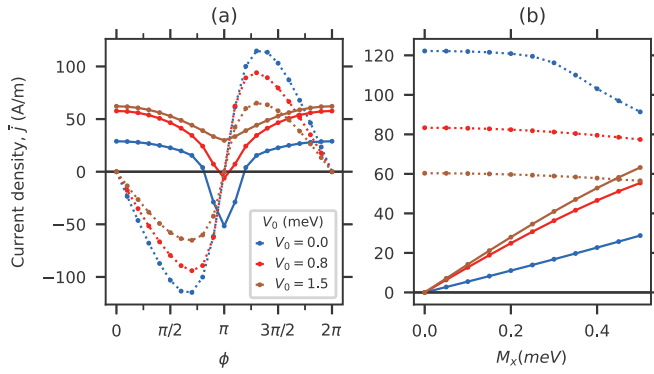 (a)
(b)
Current density, J̄ (A/m)
100
50
0
−50
−100
V₀ (meV)
V₀ = 0.0
V₀ = 0.8
V₀ = 1.5
0
π/2
π
3π/2
2π
ϕ
120
100
80
60
40
20
0
0.0
0.2
0.4
Mₓ(meV)